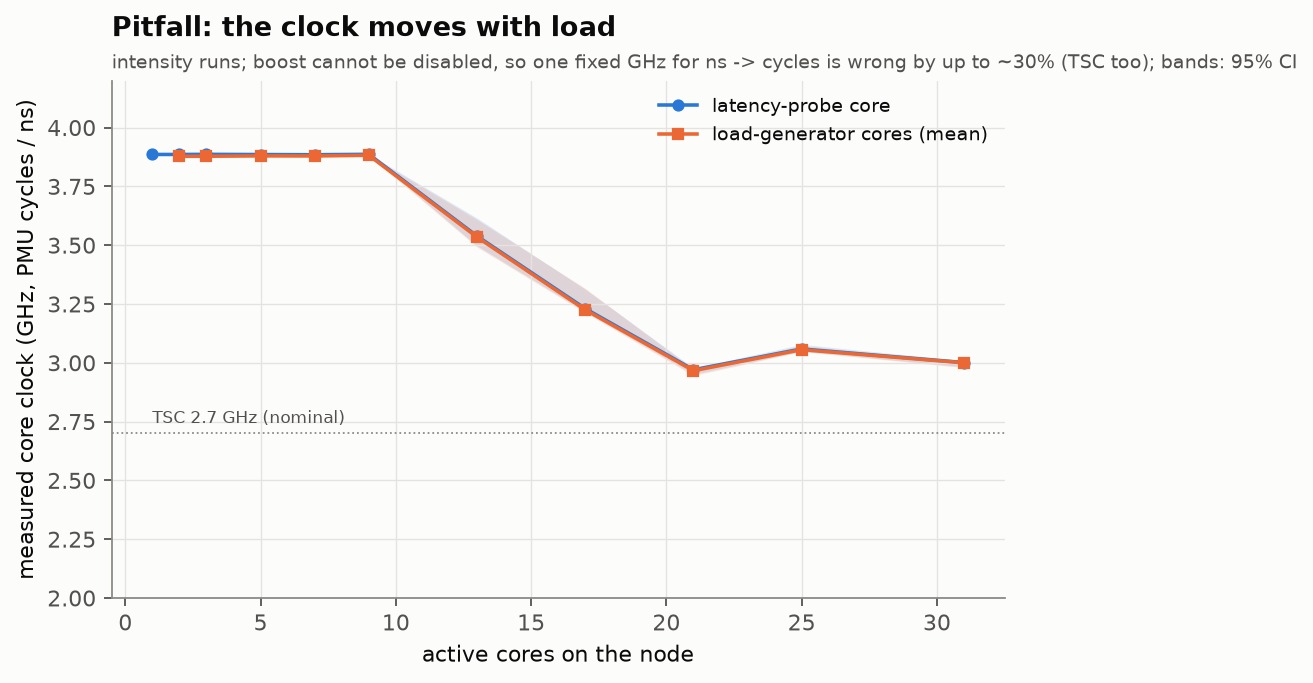 Pitfall: the clock moves with load
intensity runs; boost cannot be disabled, so one fixed GHz for ns -> cycles is wrong by up to ~30% (TSC too); bands: 95% CI
latency-probe core
load-generator cores (mean)
measured core clock (GHz, PMU cycles / ns)
4.00
3.75
3.50
3.25
3.00
2.75
2.50
2.25
2.00
TSC 2.7 GHz (nominal)
0 5 10 15 20 25 30
active cores on the node